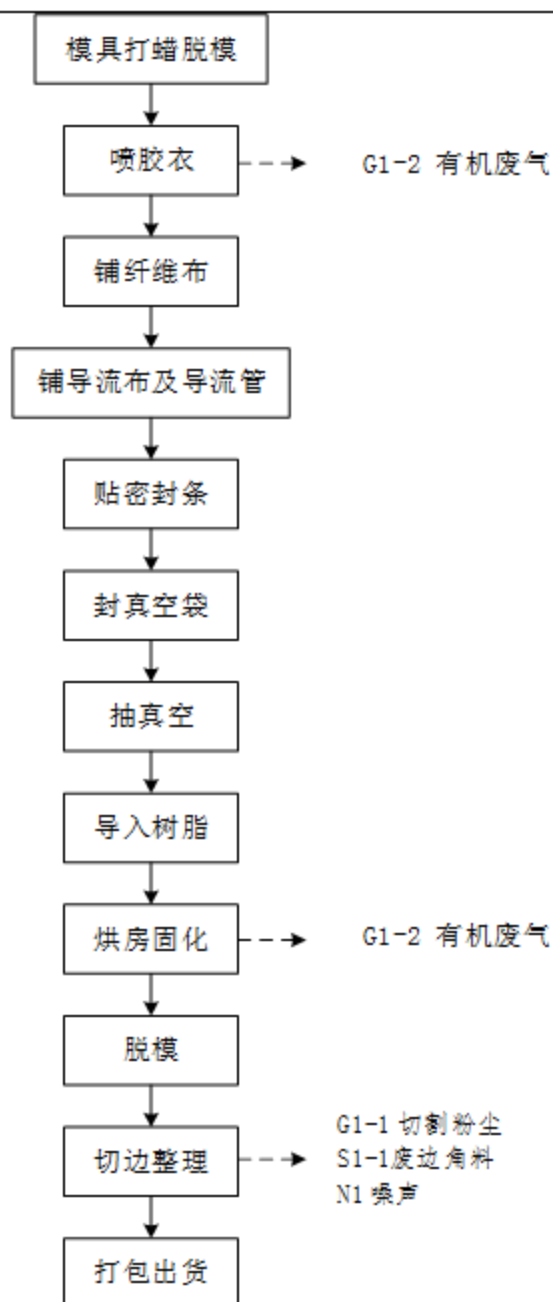 模具打蜡脱模
喷胶衣
G1-2 有机废气
铺纤维布
铺导流布及导流管
贴密封条
封真空袋
抽真空
导入树脂
烘房固化
G1-2 有机废气
脱模
切边整理
G1-1 切割粉尘
S1-1废边角料
N1 噪声
打包出货